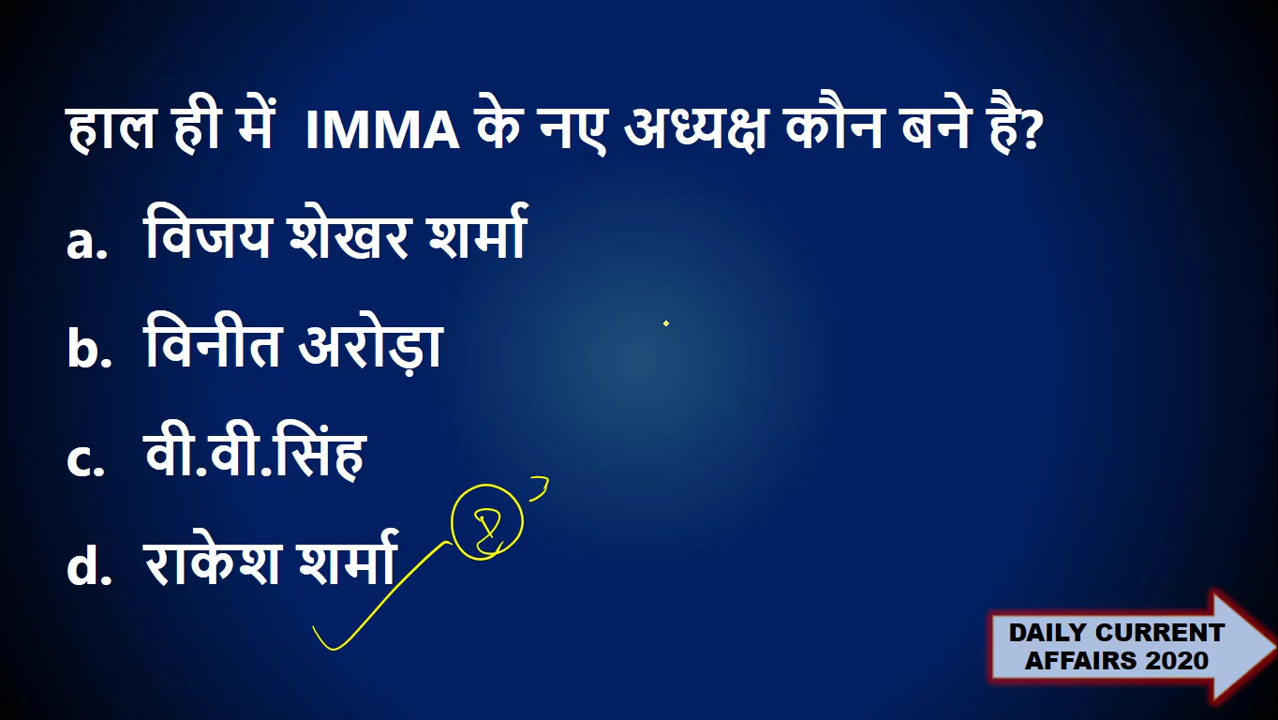 हाल ही में IMMA के नए अध्यक्ष कौन बने है?
a. विजय शेखर शर्मा
b. विनीत अरोड़ा
c. वी.वी.सिंह
d. राकेश शर्मा
DAILY CURRENT
AFFAIRS 2020